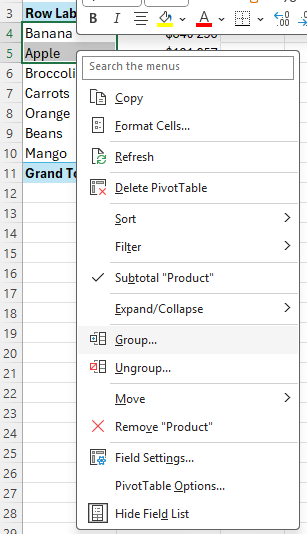 3 Row Lab
B I A .00
4 Banana
5 Apple
6 Broccoli
7 Carrots
8 Orange
9 Beans
10 Mango
11 Grand To
12
13
14
15
16
17
18
19
20
21
22
23
24
25
26
27
28
29
Search the menus
Copy
Format Cells...
Refresh
Delete PivotTable
Sort
Filter
Subtotal "Product"
Expand/Collapse
Group...
Ungroup...
Move
Remove "Product"
Field Settings...
PivotTable Options...
Hide Field List